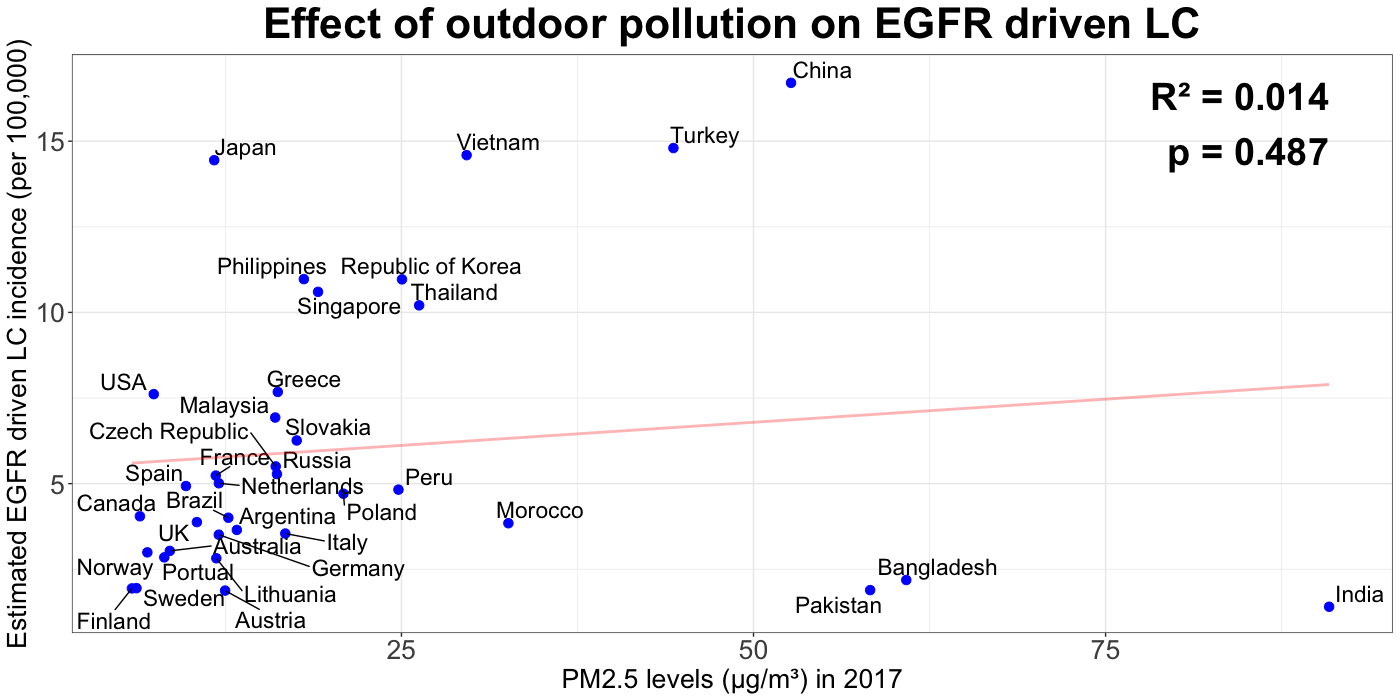 Effect of outdoor pollution on EGFR driven LC
Estimated EGFR driven LC incidence (per 100,000)
R² = 0.014
p = 0.487
China
Japan
Vietnam
Turkey
Philippines
Republic of Korea
Singapore
Thailand
USA
Greece
Malaysia
Slovakia
Czech Republic
France
Russia
Spain
Netherlands
Peru
Canada
Brazil
Poland
Morocco
Argentina
UK
Australia
Italy
Norway
Portual
Germany
Bangladesh
Sweden
Lithuania
Pakistan
India
Finland
Austria
15
10
5
25
50
75
PM2.5 levels (µg/m³) in 2017